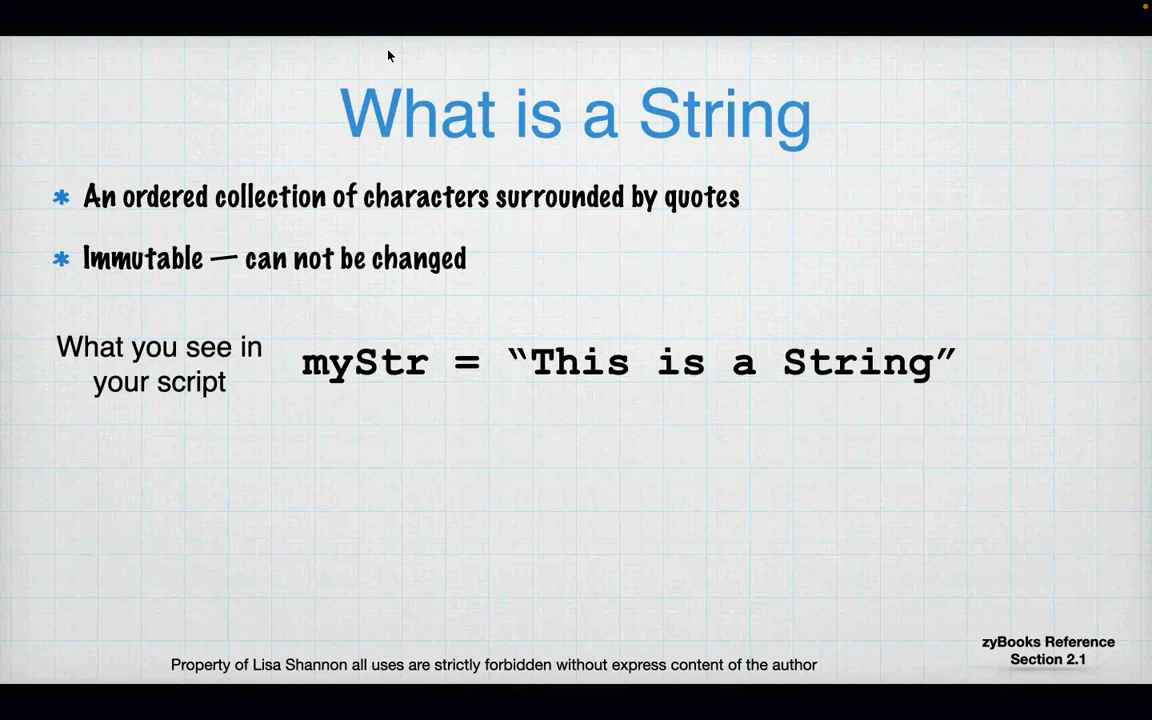 What is a String
* An ordered collection of characters surrounded by quotes
* Immutable — can not be changed
What you see in
your script
myStr = “This is a String”
zyBooks Reference
Section 2.1
Property of Lisa Shannon all uses are strictly forbidden without express content of the author